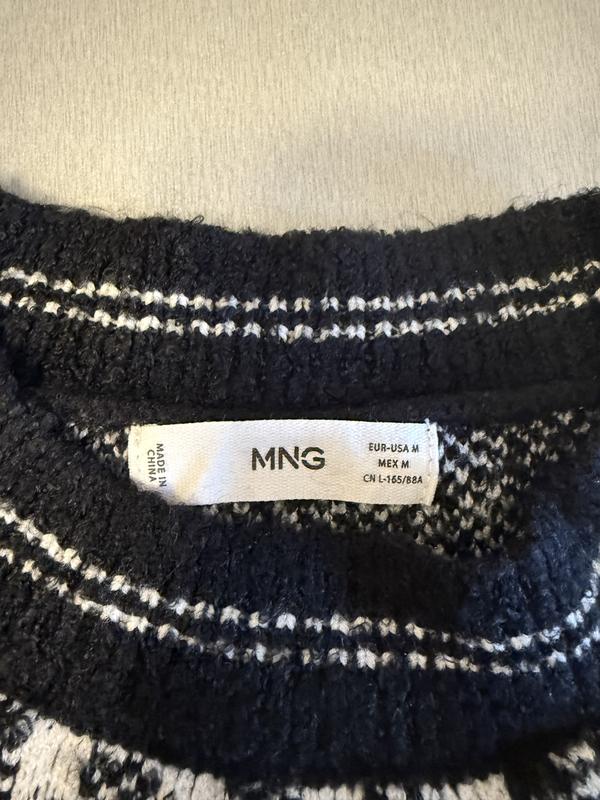 MADE IN
CHINA
MNG
EUR-USA M
MEX M
CN L-165/88A